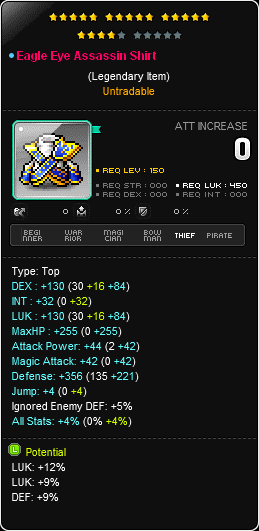 Eagle Eye Assassin Shirt
(Legendary Item)
Untradable
ATT INCREASE
0
REQ LEV : 150
REQ STR : 000 REQ LUK : 450
REQ DEX : 000 REQ INT : 000
0 0 % 0 %
BEGINNER WARRIOR MAGICIAN BOWMAN THIEF PIRATE
Type: Top
DEX : +130 (30 +16 +84)
INT : +32 (0 +32)
LUK : +130 (30 +16 +84)
MaxHP : +255 (0 +255)
Attack Power: +44 (2 +42)
Magic Attack: +42 (0 +42)
Defense: +356 (135 +221)
Jump: +4 (0 +4)
Ignored Enemy DEF: +5%
All Stats: +4% (0% +4%)
L Potential
LUK: +12%
LUK: +9%
DEF: +9%